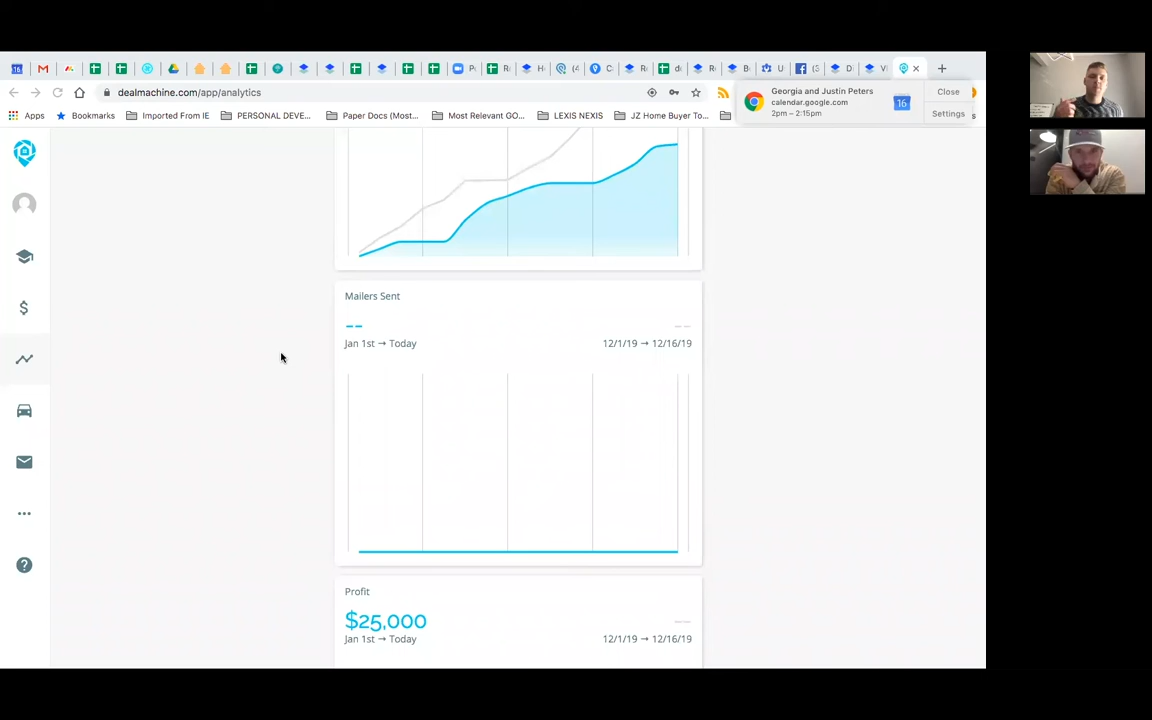 16
dealmachine.com/app/analytics
Georgia and Justin Peters
calendar.google.com
2pm – 2:15pm
16
Close
Settings
Apps
Bookmarks
Imported From IE
PERSONAL DEVE...
Paper Docs (Most...
Most Relevant GO...
LEXIS NEXIS
JZ Home Buyer To...
Mailers Sent
--
--
Jan 1st → Today
12/1/19 → 12/16/19
Profit
$25,000
--
Jan 1st → Today
12/1/19 → 12/16/19